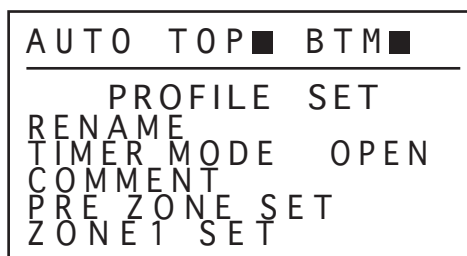 AUTO TOP■ BTM■
PROFILE SET
RENAME
TIMER MODE OPEN
COMMENT
PRE ZONE SET
ZONE1 SET